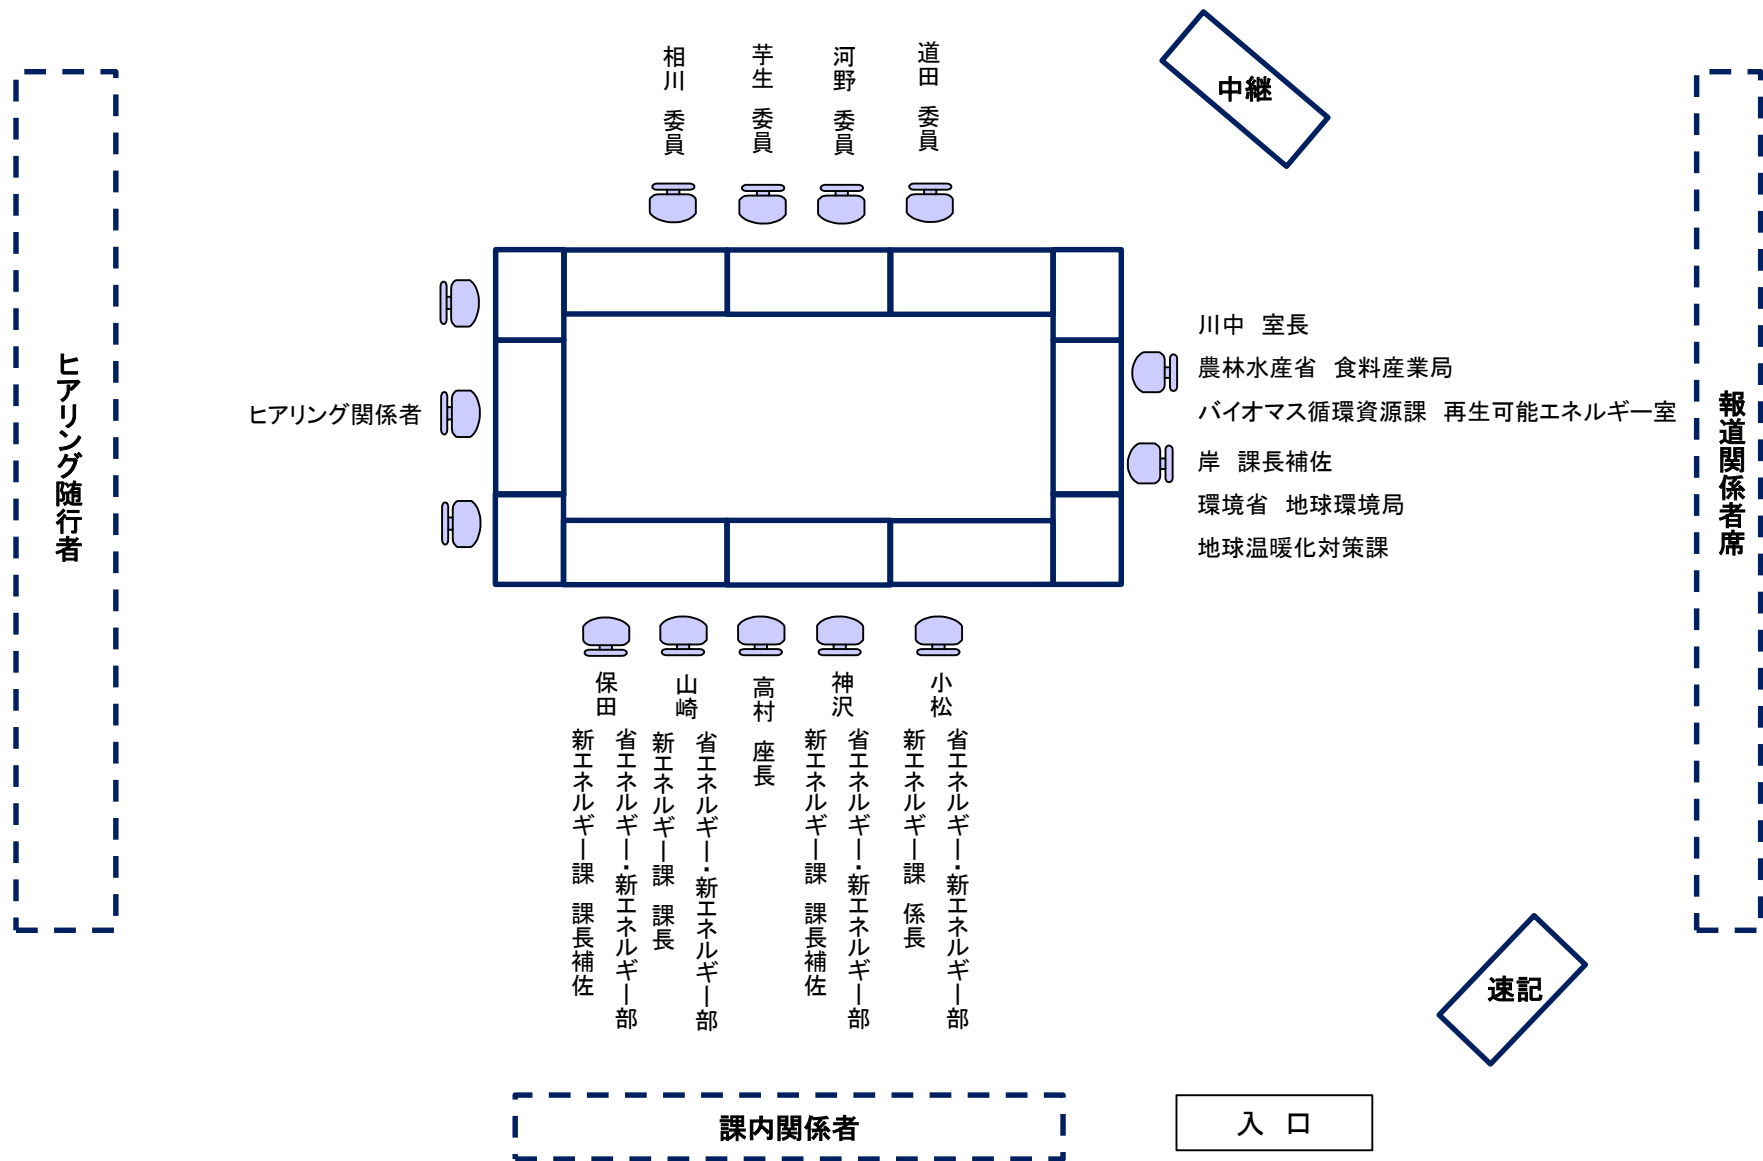 相川 委員
芋生 委員
河野 委員
道田 委員
中継
ヒアリング随行者
ヒアリング関係者
川中 室長
農林水産省 食料産業局
バイオマス循環資源課 再生可能エネルギー室
岸 課長補佐
環境省 地球環境局
地球温暖化対策課
報道関係者席
保田
省エネルギー・新エネルギー部
新エネルギー課 課長補佐
山崎
省エネルギー・新エネルギー部
新エネルギー課 課長
高村 座長
神沢
省エネルギー・新エネルギー部
新エネルギー課 課長補佐
小松
省エネルギー・新エネルギー部
新エネルギー課 係長
速記
課内関係者
入 口